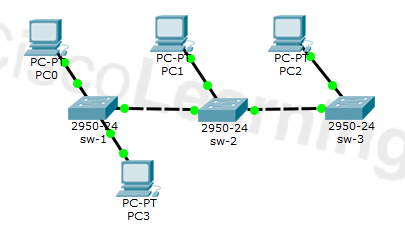 PC-PT
PC0
PC-PT
PC1
PC-PT
PC2
2950-24
sw-1
2950-24
sw-2
2950-24
sw-3
PC-PT
PC3
CiscoLearning